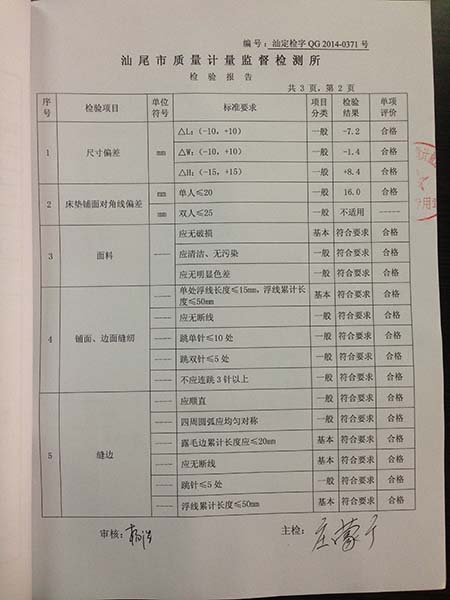 编 号: 汕定检字 QG 2014-0371 号
汕尾市质量计量监督检测所
检 验 报 告
共 3 页, 第 2 页
序号 检验项目 单位符号 标准要求 项目分类 检验结果 单项评价
1 尺寸偏差 mm △L:(-10, +10) 一般 -7.2 合格
△W:(-10, +10) 一般 -1.4 合格
△H:(-15, +15) 一般 +8.4 合格
2 床垫铺面对角线偏差 mm 单人≤20 一般 16.0 合格
mm 双人≤25 一般 不适用 -----
3 面料 ---- 应无破损 基本 符合要求 合格
应清洁、无污染 一般 符合要求 合格
应无明显色差 一般 符合要求 合格
4 铺面、边面缝纫 ---- 单处浮线长度≤15mm, 浮线累计长度≤50mm 基本 符合要求 合格
---- 应无断线 一般 符合要求 合格
---- 跳单针≤10 处 一般 符合要求 合格
---- 跳双针≤5 处 一般 符合要求 合格
---- 不应连跳 3 针以上 一般 符合要求 合格
5 缝边 ---- 应顺直 一般 符合要求 合格
---- 四周圆弧应均匀对称 一般 符合要求 合格
---- 露毛边累计长度应≤20mm 基本 符合要求 合格
---- 应无断线 基本 符合要求 合格
---- 跳针≤5 处 一般 符合要求 合格
---- 浮线累计长度≤50mm 基本 符合要求 合格
审核: 主检: